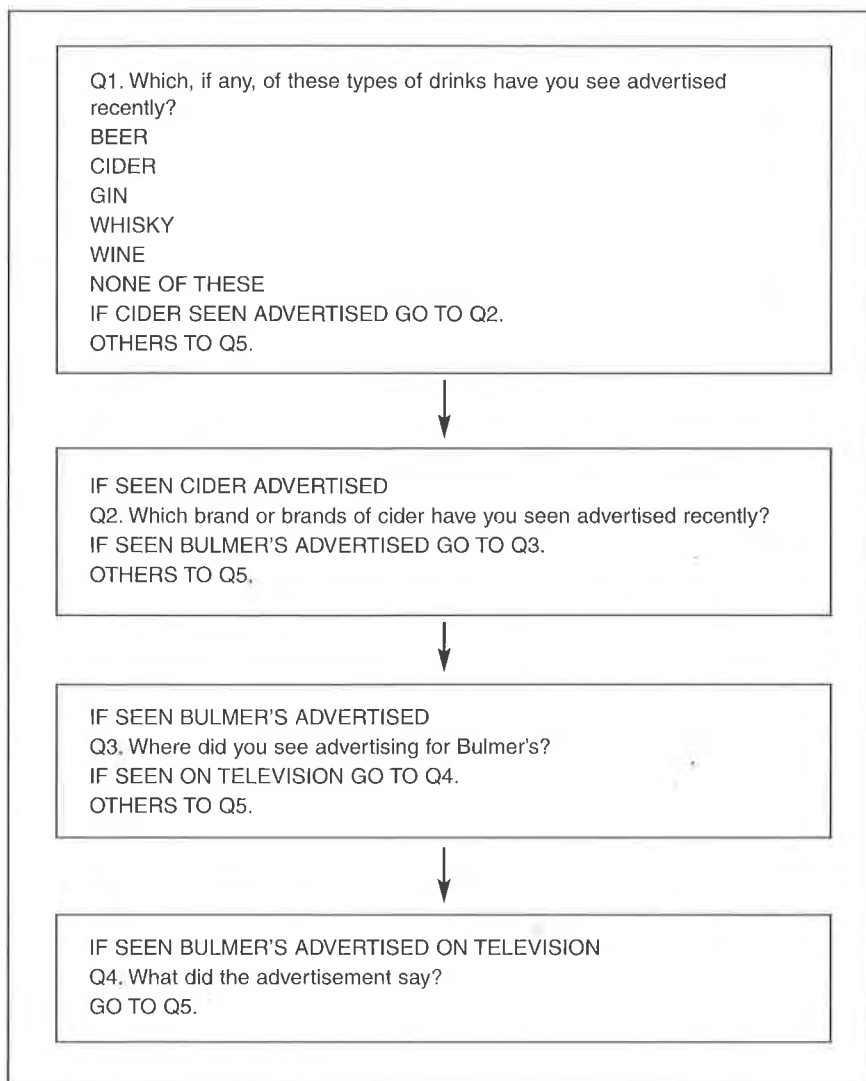 Q1. Which, if any, of these types of drinks have you see advertised
recently?
BEER
CIDER
GIN
WHISKY
WINE
NONE OF THESE
IF CIDER SEEN ADVERTISED GO TO Q2.
OTHERS TO Q5.
IF SEEN CIDER ADVERTISED
Q2. Which brand or brands of cider have you seen advertised recently?
IF SEEN BULMER'S ADVERTISED GO TO Q3.
OTHERS TO Q5.
IF SEEN BULMER'S ADVERTISED
Q3. Where did you see advertising for Bulmer's?
IF SEEN ON TELEVISION GO TO Q4.
OTHERS TO Q5.
IF SEEN BULMER'S ADVERTISED ON TELEVISION
Q4. What did the advertisement say?
GO TO Q5.